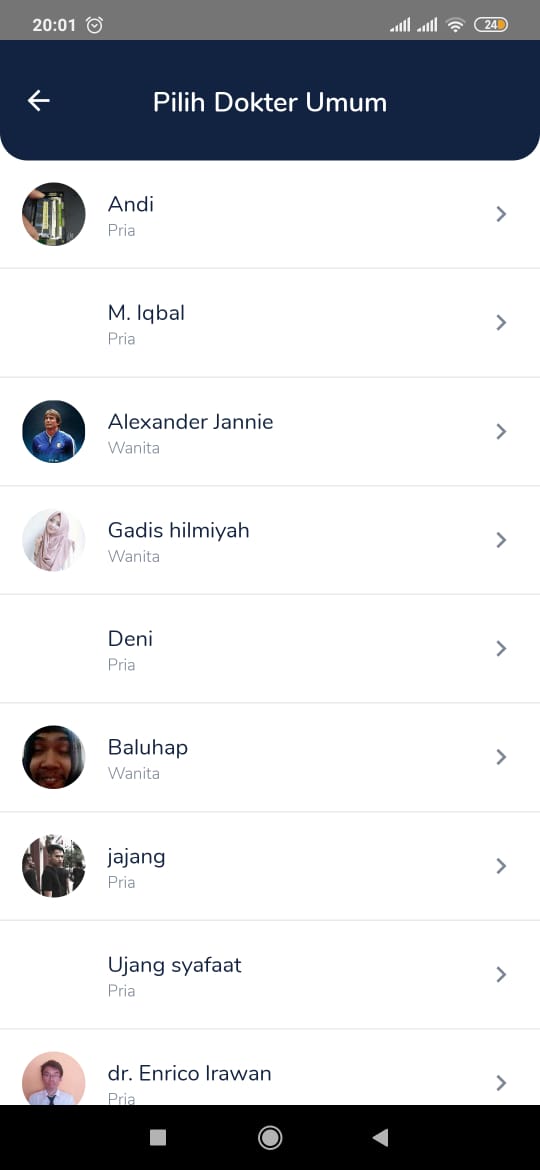 20:01
24
Pilih Dokter Umum
Andi
Pria
M. Iqbal
Pria
Alexander Jannie
Wanita
Gadis hilmiyah
Wanita
Deni
Pria
Baluhap
Wanita
jajang
Pria
Ujang syafaat
Pria
dr. Enrico Irawan
Pria